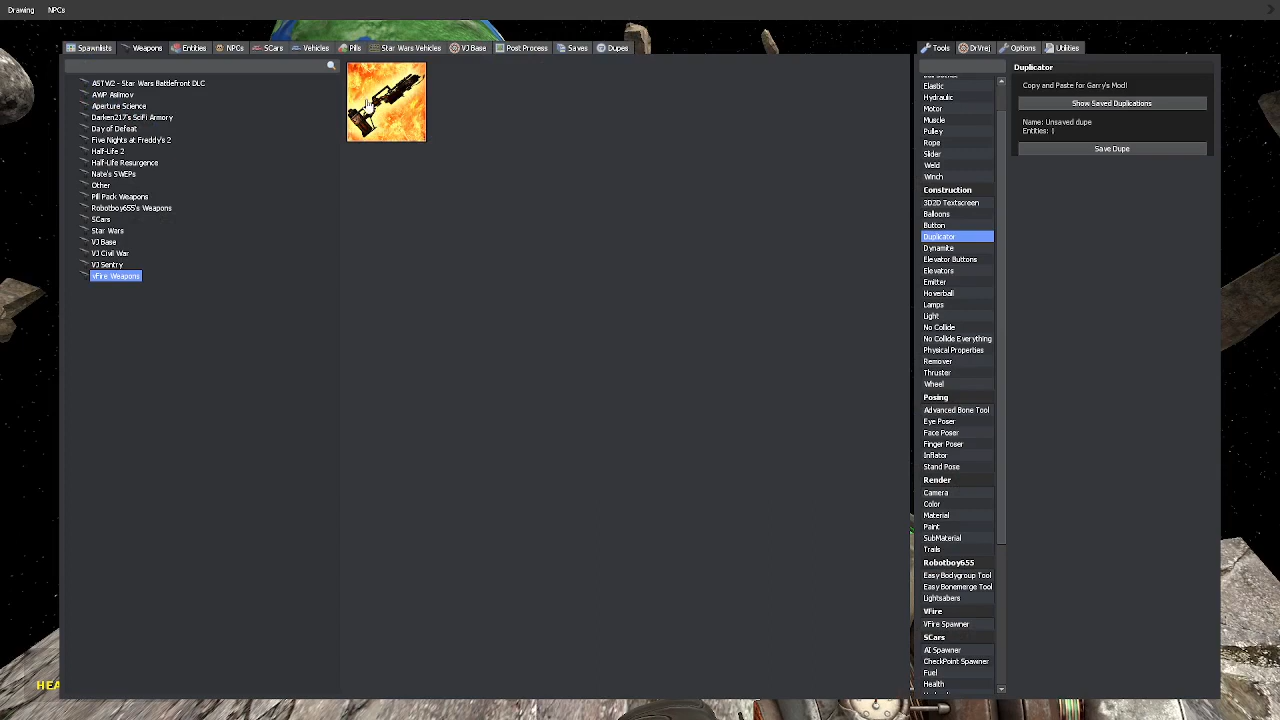 Drawing NPCs
Spawnlists Weapons Entities NPCs SCars Vehicles Pills Star Wars Vehicles VJ Base Post Process Saves Dupes
AST-V2 - Star Wars Battlefront DLC
AWP Asiimov
Aperture Science
Darken217's SciFi Armory
Day of Defeat
Five Nights at Freddy's 2
Half-Life 2
Half-Life Resurgence
Nate's SWEPs
Other
Pill Pack Weapons
Robotboy655's Weapons
SCars
Star Wars
VJ Base
VJ Civil War
VJ Sentry
vFire Weapons
Tools DrVrej Options Utilities
Elastic
Hydraulic
Motor
Muscle
Pulley
Rope
Slider
Weld
Winch
Construction
3D2D Textscreen
Balloons
Button
Duplicator
Dynamite
Elevator Buttons
Elevators
Emitter
Hoverball
Lamps
Light
No Collide
No Collide Everything
Physical Properties
Remover
Thruster
Wheel
Posing
Advanced Bone Tool
Eye Poser
Face Poser
Finger Poser
Inflator
Stand Pose
Render
Camera
Color
Material
Paint
SubMaterial
Trails
Robotboy655
Easy Bodygroup Tool
Easy Bonemerge Tool
Lightsabers
VFire
VFire Spawner
SCars
AI Spawner
CheckPoint Spawner
Fuel
Health
Duplicator
Copy and Paste for Garry's Mod!
Show Saved Duplications
Name: Unsaved dupe
Entities: 1
Save Dupe
HEA